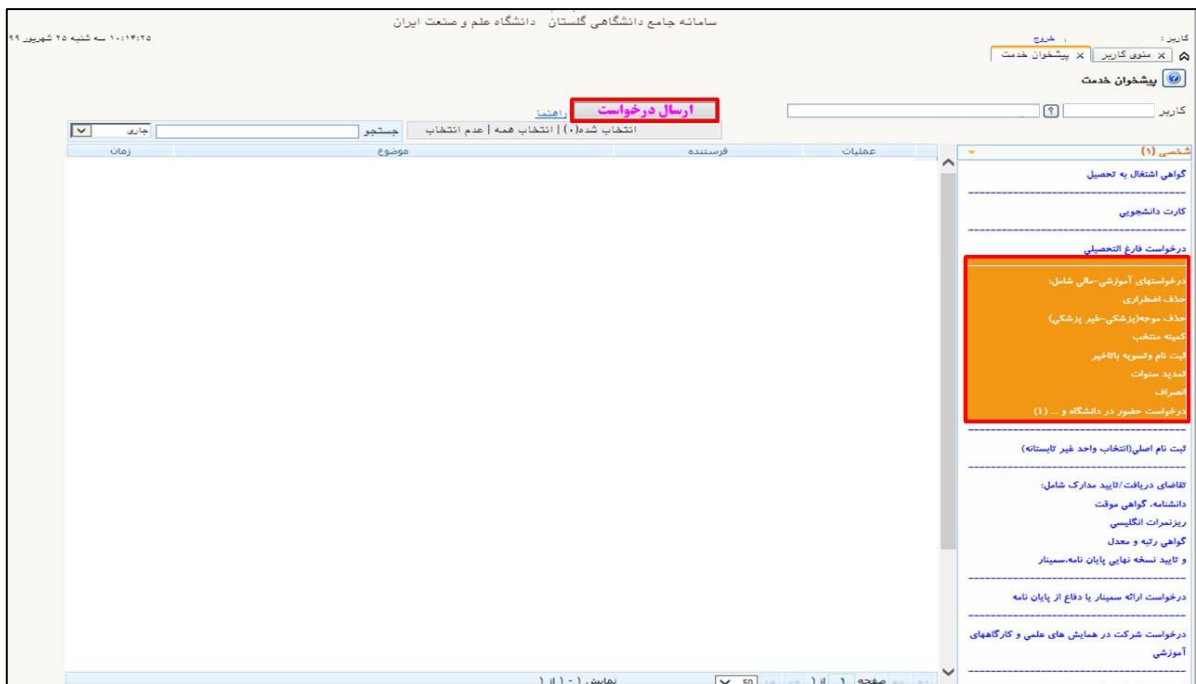 سامانه جامع دانشگاهی گلستان   دانشگاه علم و صنعت ایران
کاربر :
خروج
۱۰:۱۴:۲۵ سه شنبه ۲۵ شهریور ۹۹
منوی کاربر
پیشخوان خدمت
پیشخوان خدمت
کاربر
؟
ارسال درخواست
راهنما
انتخاب شده(۰) | انتخاب همه | عدم انتخاب
جستجو
جاری
شخصی (۱)
عملیات
فرستنده
موضوع
زمان
گواهی اشتغال به تحصیل
کارت دانشجویی
درخواست فارغ التحصیلی
درخواستهای آموزشی-مالی شامل:
حذف اضطراری
حذف موجه(پزشکی-غیر پزشکی)
کمیته منتخب
ثبت نام وتسویه باتاخیر
تمدید سنوات
انصراف
درخواست حضور در دانشگاه و ... (۱)
ثبت نام اصلی(انتخاب واحد غیر تابستانه)
تقاضای دریافت/تایید مدارک شامل:
دانشنامه، گواهی موقت
ریزنمرات انگلیسی
گواهی رتبه و معدل
و تایید نسخه نهایی پایان نامه،سمینار
درخواست ارائه سمینار یا دفاع از پایان نامه
درخواست شرکت در همایش های علمی و کارگاههای
آموزشی
صفحه ۱ از ۱
۵۰
نمایش ۱ - ۱ از ۱